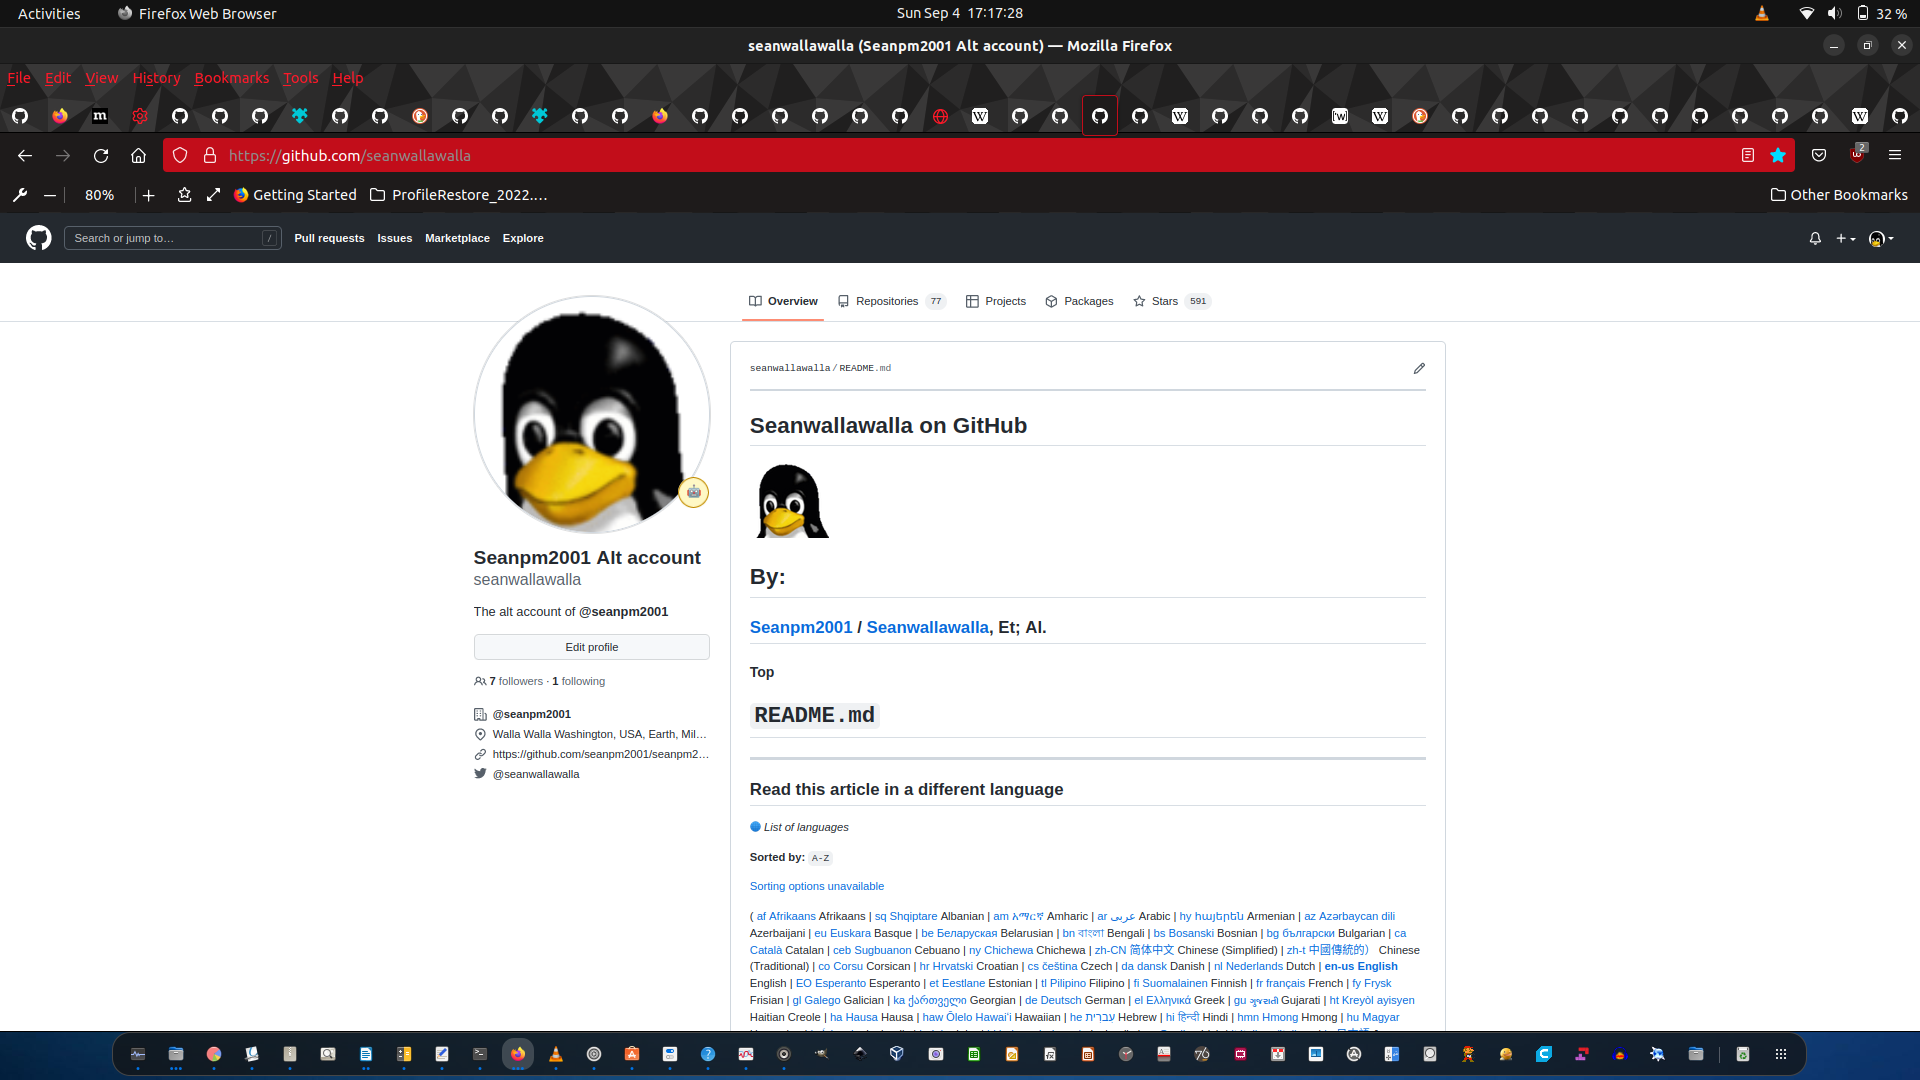 Activities
Firefox Web Browser
Sun Sep 4 17:17:28
32 %
seanwallawalla (Seanpm2001 Alt account) — Mozilla Firefox
File Edit View History Bookmarks Tools Help
https://github.com/seanwallawalla
2
80%
Getting Started
ProfileRestore_2022....
Other Bookmarks
Search or jump to…
/
Pull requests Issues Marketplace Explore
Overview
Repositories 77
Projects
Packages
Stars 591
seanwallawalla / README.md
Seanwallawalla on GitHub
By:
Seanpm2001 / Seanwallawalla, Et; Al.
Top
README.md
Read this article in a different language
List of languages
Sorted by: A-Z
Sorting options unavailable
( af Afrikaans Afrikaans | sq Shqiptare Albanian | am አማርኛ Amharic | ar عربى Arabic | hy հայերեն Armenian | az Azərbaycan dili
Azerbaijani | eu Euskara Basque | be Беларуская Belarusian | bn বাংলা Bengali | bs Bosanski Bosnian | bg български Bulgarian | ca
Català Catalan | ceb Sugbuanon Cebuano | ny Chichewa Chichewa | zh-CN 简体中文 Chinese (Simplified) | zh-t 中國傳統的） Chinese
(Traditional) | co Corsu Corsican | hr Hrvatski Croatian | cs čeština Czech | da dansk Danish | nl Nederlands Dutch | en-us English
English | EO Esperanto Esperanto | et Eestlane Estonian | tl Pilipino Filipino | fi Suomalainen Finnish | fr français French | fy Frysk
Frisian | gl Galego Galician | ka ქართველი Georgian | de Deutsch German | el Ελληνικά Greek | gu ગુજરાતી Gujarati | ht Kreyòl ayisyen
Haitian Creole | ha Hausa Hausa | haw Ōlelo Hawaiʻi Hawaiian | he עִברִית Hebrew | hi हिन्दी Hindi | hmn Hmong Hmong | hu Magyar
Seanpm2001 Alt account
seanwallawalla
The alt account of @seanpm2001
Edit profile
7 followers · 1 following
@seanpm2001
Walla Walla Washington, USA, Earth, Mil…
https://github.com/seanpm2001/seanpm2…
@seanwallawalla